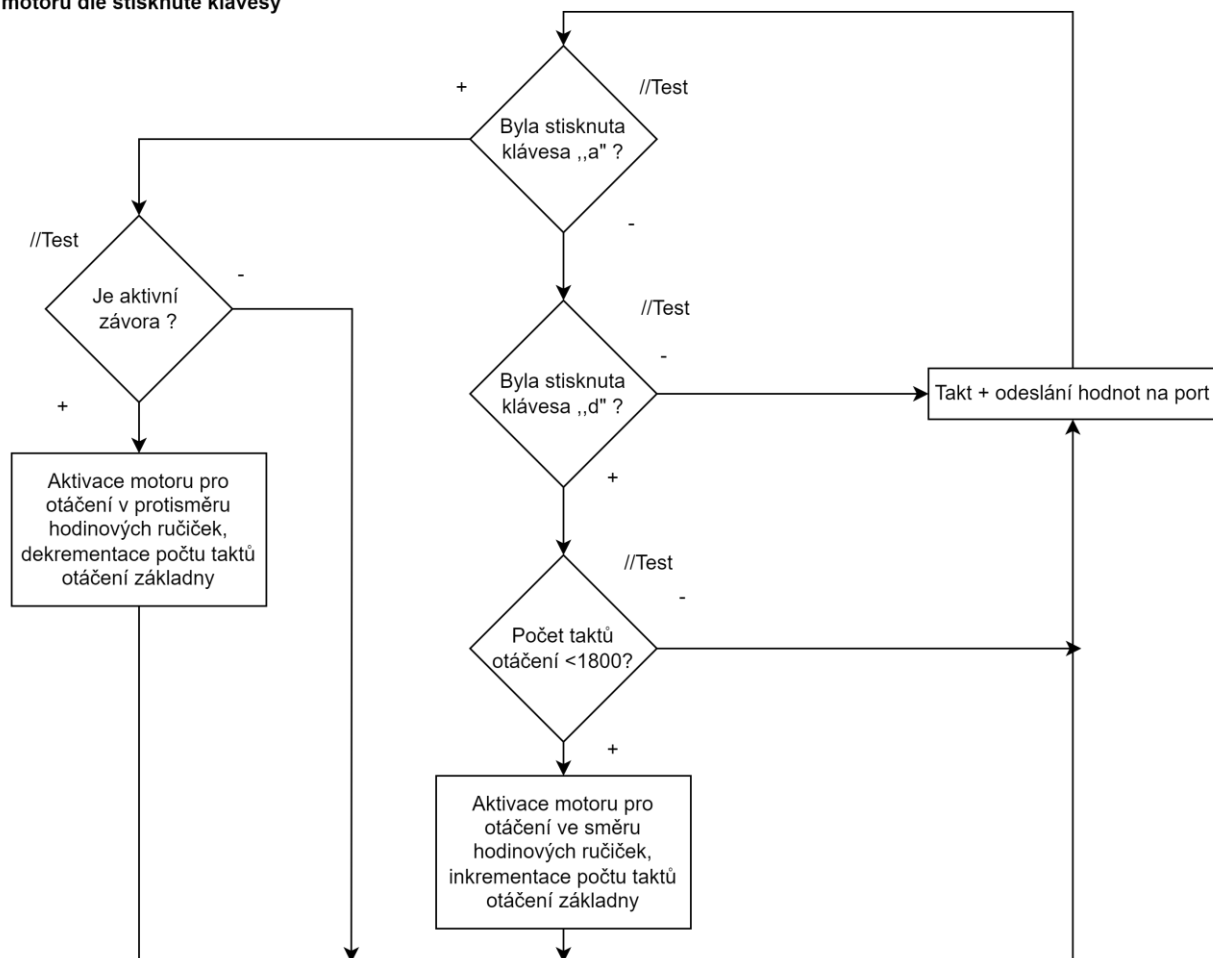 motoru dle stisknuté klávesy
+
//Test
Byla stisknuta
klávesa ,,a" ?
-
//Test
-
Je aktivní
závora ?
+
//Test
-
Byla stisknuta
klávesa ,,d" ?
+
Takt + odeslání hodnot na port
Aktivace motoru pro
otáčení v protisměru
hodinových ručiček,
dekrementace počtu taktů
otáčení základny
//Test
-
Počet taktů
otáčení <1800?
+
Aktivace motoru pro
otáčení ve směru
hodinových ručiček,
inkrementace počtu taktů
otáčení základny